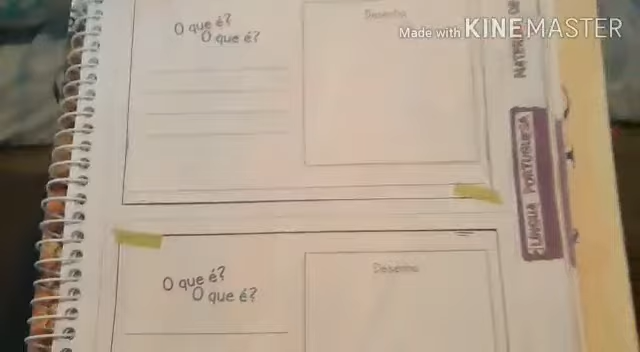 Made with KINEMASTER
O que é?
O que é?
Desenho
LÍNGUA PORTUGUESA
O que é?
O que é?
Desenho